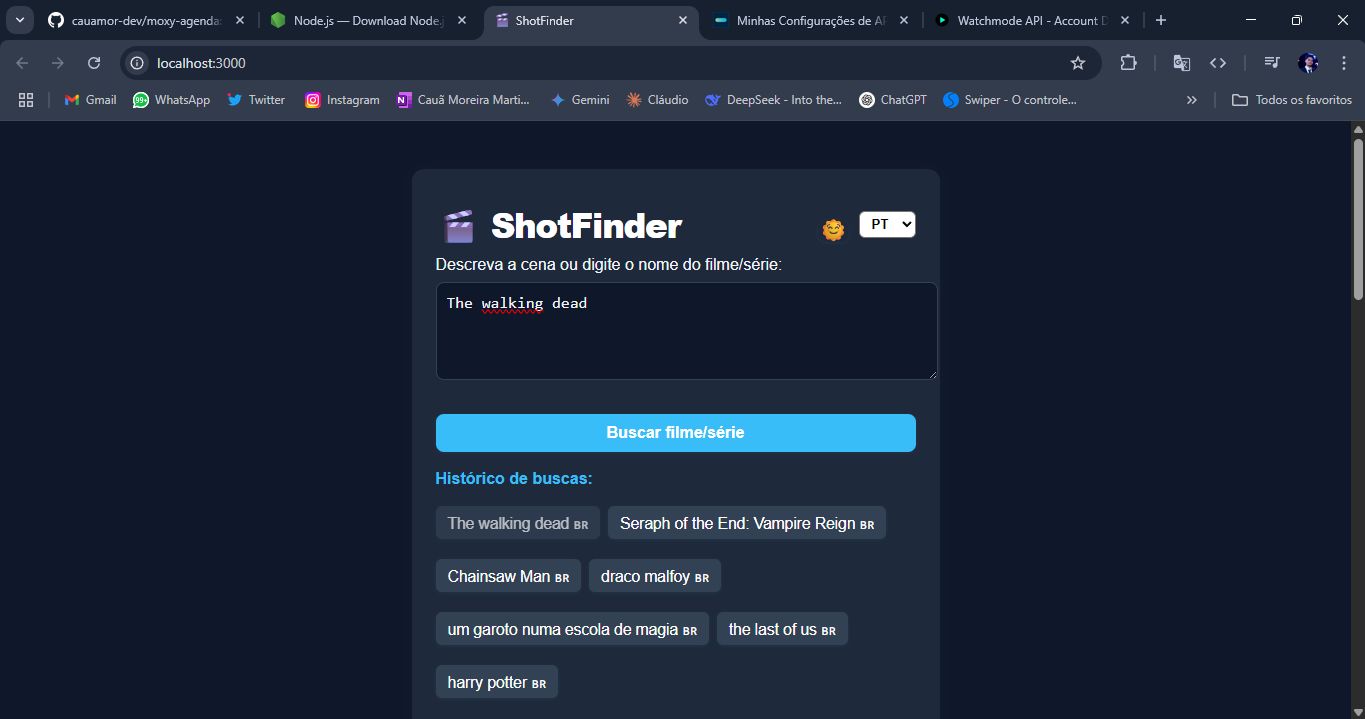 cauamor-dev/moxy-agenda:
Node.js — Download Node.
ShotFinder
Minhas Configurações de AP
Watchmode API - Account D
localhost:3000
Gmail
99+ WhatsApp
Twitter
Instagram
Cauã Moreira Marti...
Gemini
Cláudio
DeepSeek - Into the...
ChatGPT
Swiper - O controle...
Todos os favoritos
ShotFinder
PT
Descreva a cena ou digite o nome do filme/série:
The walking dead
Buscar filme/série
Histórico de buscas:
The walking dead BR
Seraph of the End: Vampire Reign BR
Chainsaw Man BR
draco malfoy BR
um garoto numa escola de magia BR
the last of us BR
harry potter BR